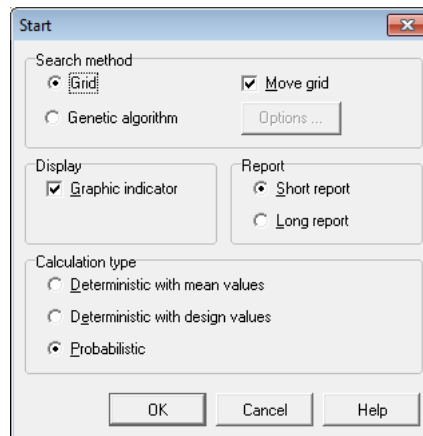 Start
Search method
Grid
Move grid
Genetic algorithm
Options ...
Display
Graphic indicator
Report
Short report
Long report
Calculation type
Deterministic with mean values
Deterministic with design values
Probabilistic
OK
Cancel
Help